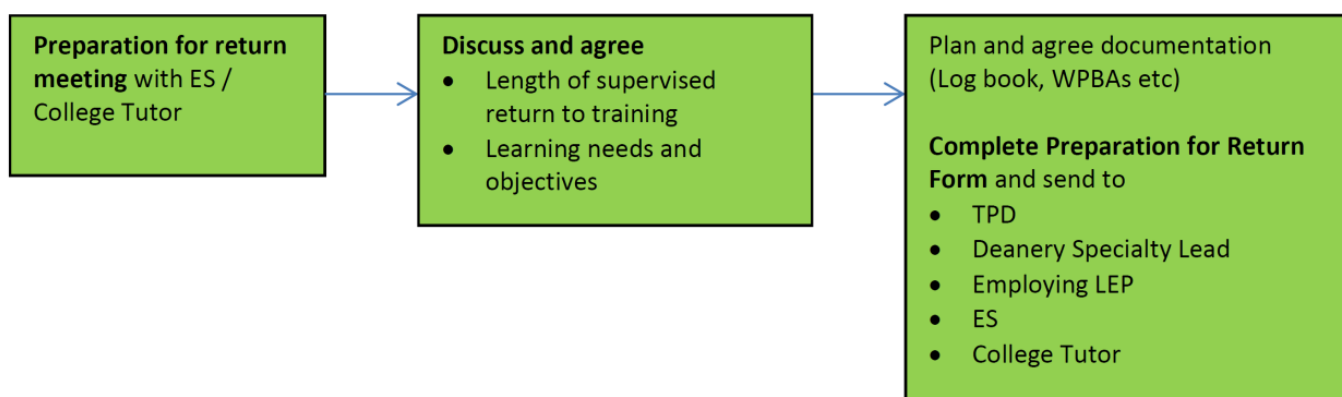 Preparation for return
meeting with ES /
College Tutor
Discuss and agree
• Length of supervised
return to training
• Learning needs and
objectives
Plan and agree documentation
(Log book, WPBAs etc)
Complete Preparation for Return
Form and send to
• TPD
• Deanery Specialty Lead
• Employing LEP
• ES
• College Tutor